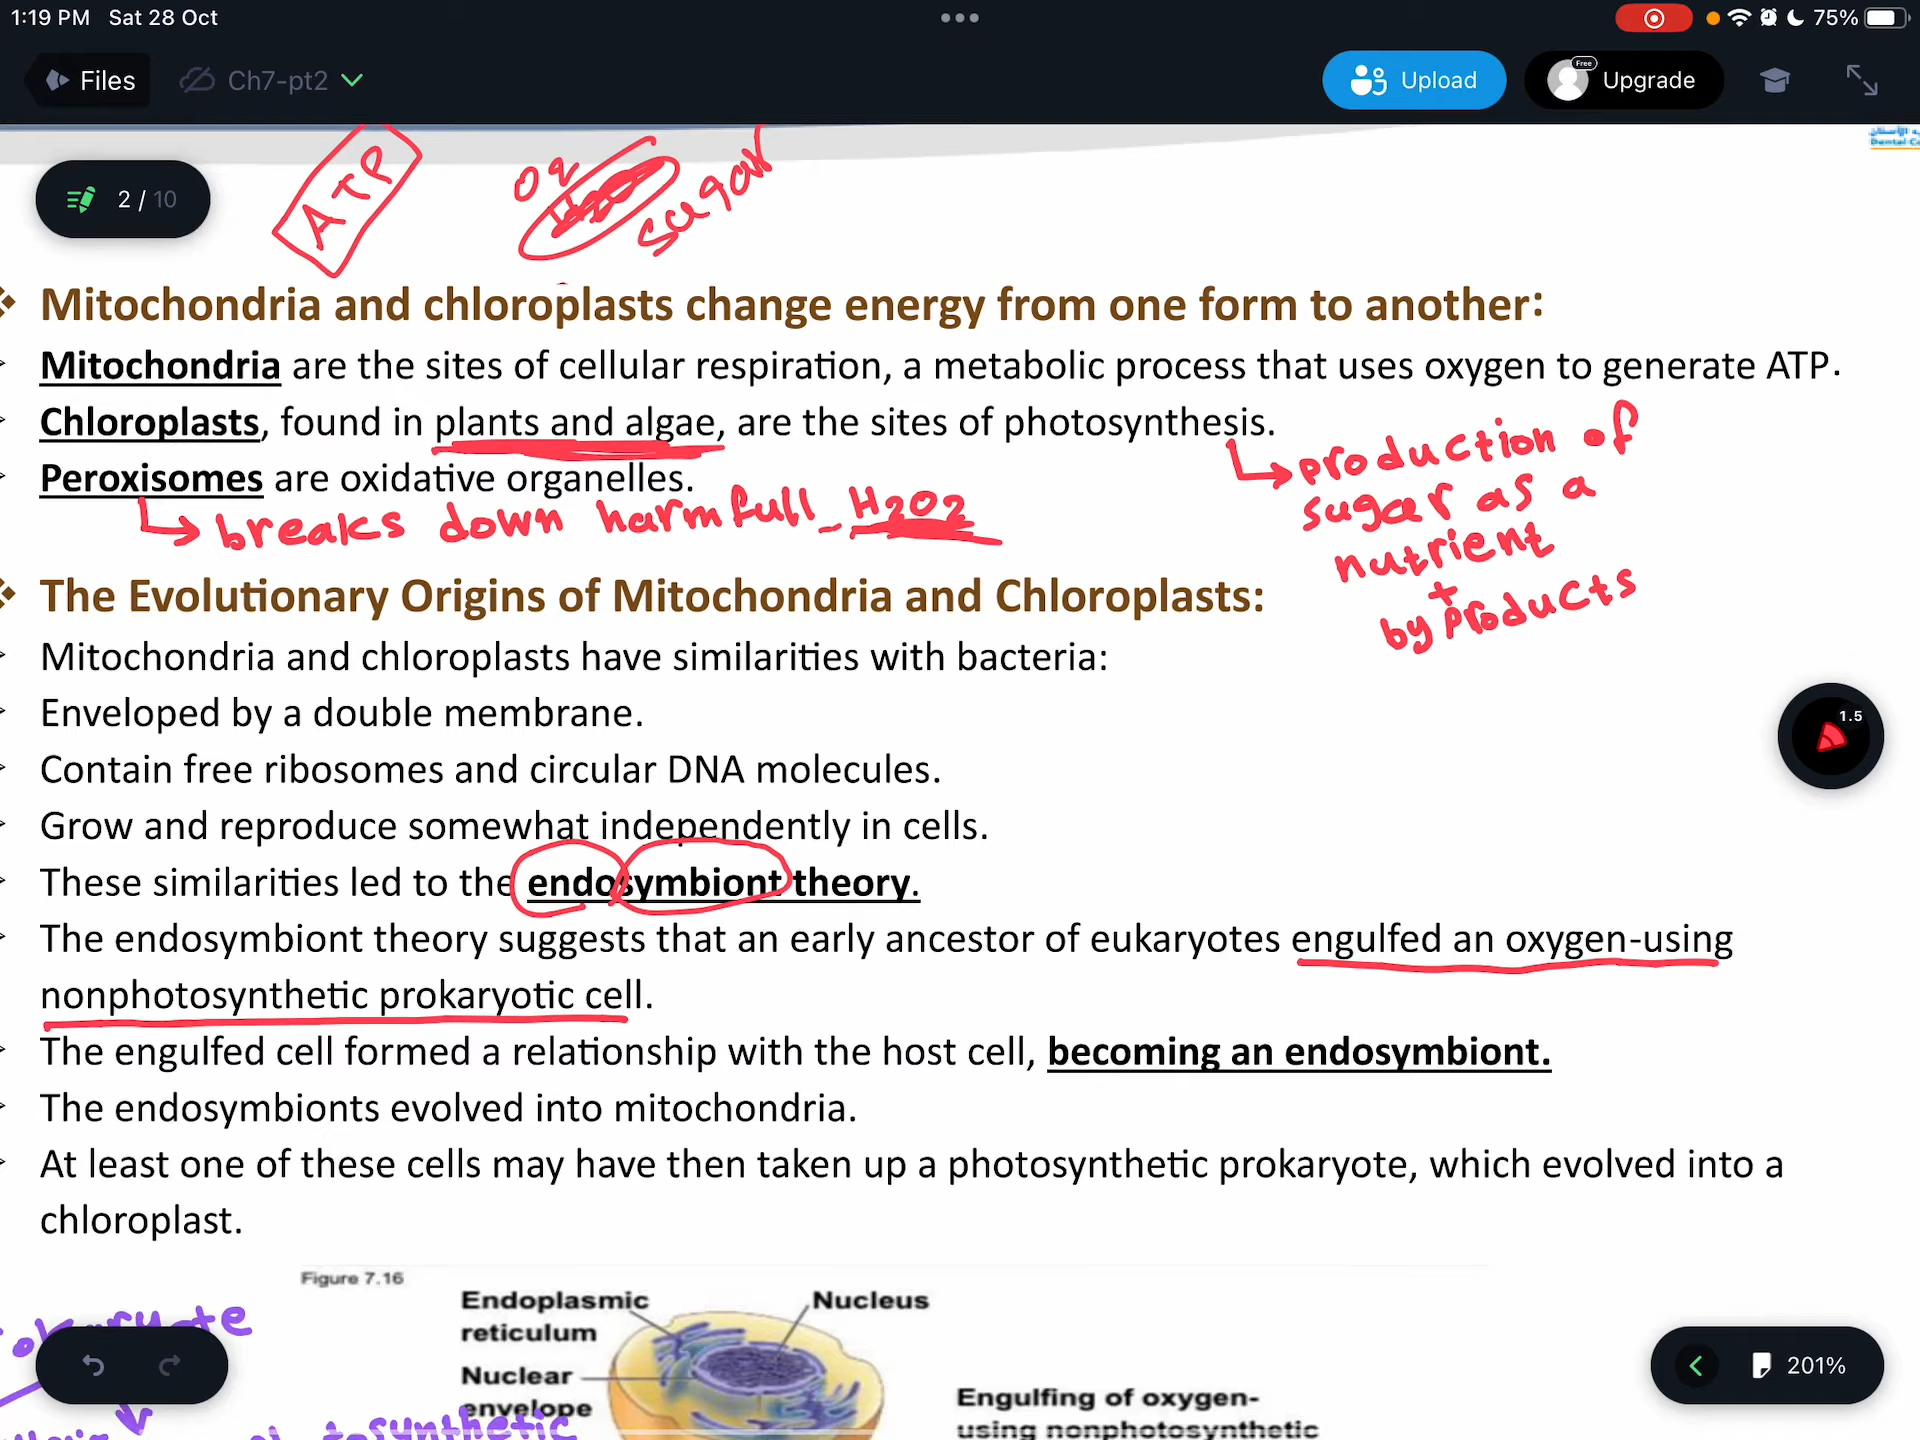 1:19 PM Sat 28 Oct
75%
Files
Ch7-pt2
Upload
Free
Upgrade
Dental Co
2 / 10
ATP
O2
sugar
Mitochondria and chloroplasts change energy from one form to another:
Mitochondria are the sites of cellular respiration, a metabolic process that uses oxygen to generate ATP.
Chloroplasts, found in plants and algae, are the sites of photosynthesis.
production of
sugar as a
nutrient
+
by products
Peroxisomes are oxidative organelles.
breaks down harmfull H2O2
The Evolutionary Origins of Mitochondria and Chloroplasts:
Mitochondria and chloroplasts have similarities with bacteria:
Enveloped by a double membrane.
1.5
Contain free ribosomes and circular DNA molecules.
Grow and reproduce somewhat independently in cells.
These similarities led to the endosymbiont theory.
The endosymbiont theory suggests that an early ancestor of eukaryotes engulfed an oxygen-using
nonphotosynthetic prokaryotic cell.
The engulfed cell formed a relationship with the host cell, becoming an endosymbiont.
The endosymbionts evolved into mitochondria.
At least one of these cells may have then taken up a photosynthetic prokaryote, which evolved into a
chloroplast.
Figure 7.16
Endoplasmic
reticulum
Nucleus
Nuclear
envelope
Engulfing of oxygen-
using nonphotosynthetic
201%